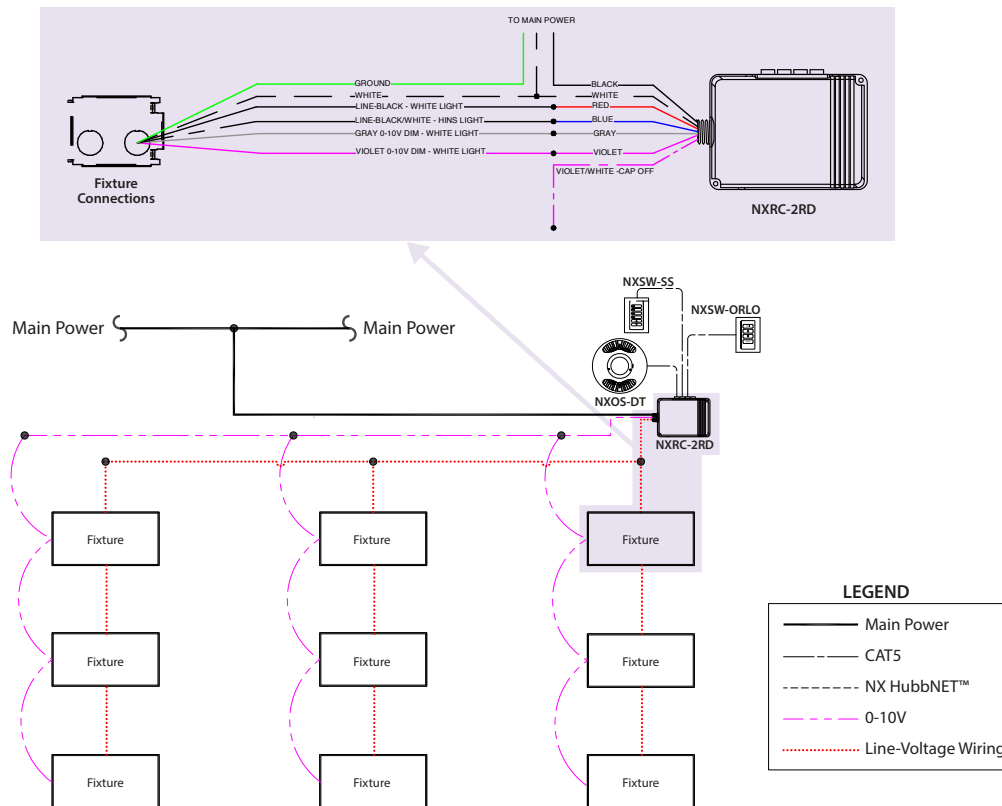 TO MAIN POWER
GROUND
BLACK
WHITE
WHITE
LINE-BLACK - WHITE LIGHT
RED
LINE-BLACK/WHITE - HINS LIGHT
BLUE
GRAY 0-10V DIM - WHITE LIGHT
GRAY
VIOLET 0-10V DIM - WHITE LIGHT
VIOLET
VIOLET/WHITE -CAP OFF
Fixture
Connections
NXRC-2RD
NXSW-SS
NXSW-ORLO
Main Power
Main Power
NXOS-DT
NXRC-2RD
Fixture
Fixture
Fixture
Fixture
Fixture
Fixture
Fixture
Fixture
Fixture
LEGEND
Main Power
CAT5
NX HubbNET™
0-10V
Line-Voltage Wiring